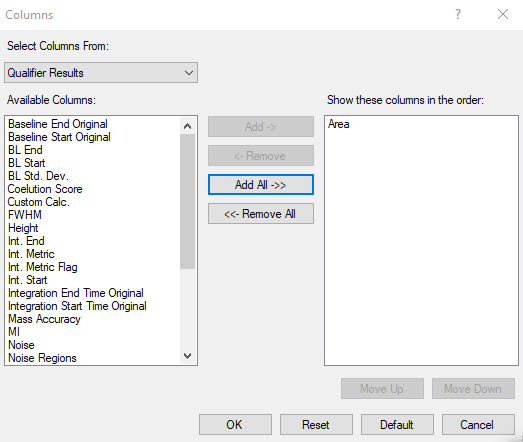 Columns
?
Select Columns From:
Qualifier Results
Available Columns:
Baseline End Original
Baseline Start Original
BL End
BL Start
BL Std. Dev.
Coelution Score
Custom Calc.
FWHM
Height
Int. End
Int. Metric
Int. Metric Flag
Int. Start
Integration End Time Original
Integration Start Time Original
Mass Accuracy
MI
Noise
Noise Regions
Add ->
<- Remove
Add All ->>
<<- Remove All
Show these columns in the order:
Area
Move Up
Move Down
OK
Reset
Default
Cancel